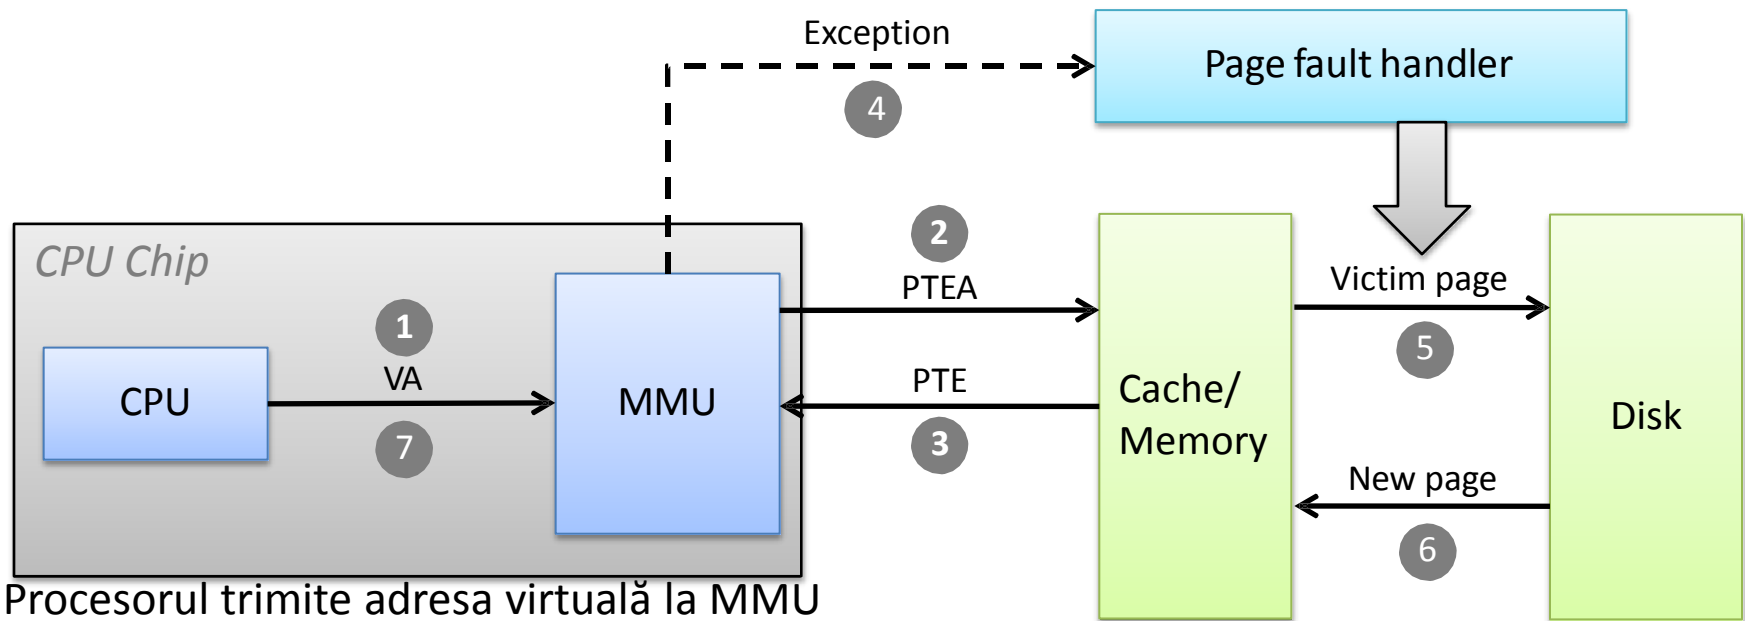 Exception
Page fault handler
4
CPU Chip
2
PTEA
Victim page
1
VA
5
CPU
MMU
PTE
Cache/
Memory
Disk
7
3
New page
6
Procesorul trimite adresa virtuală la MMU